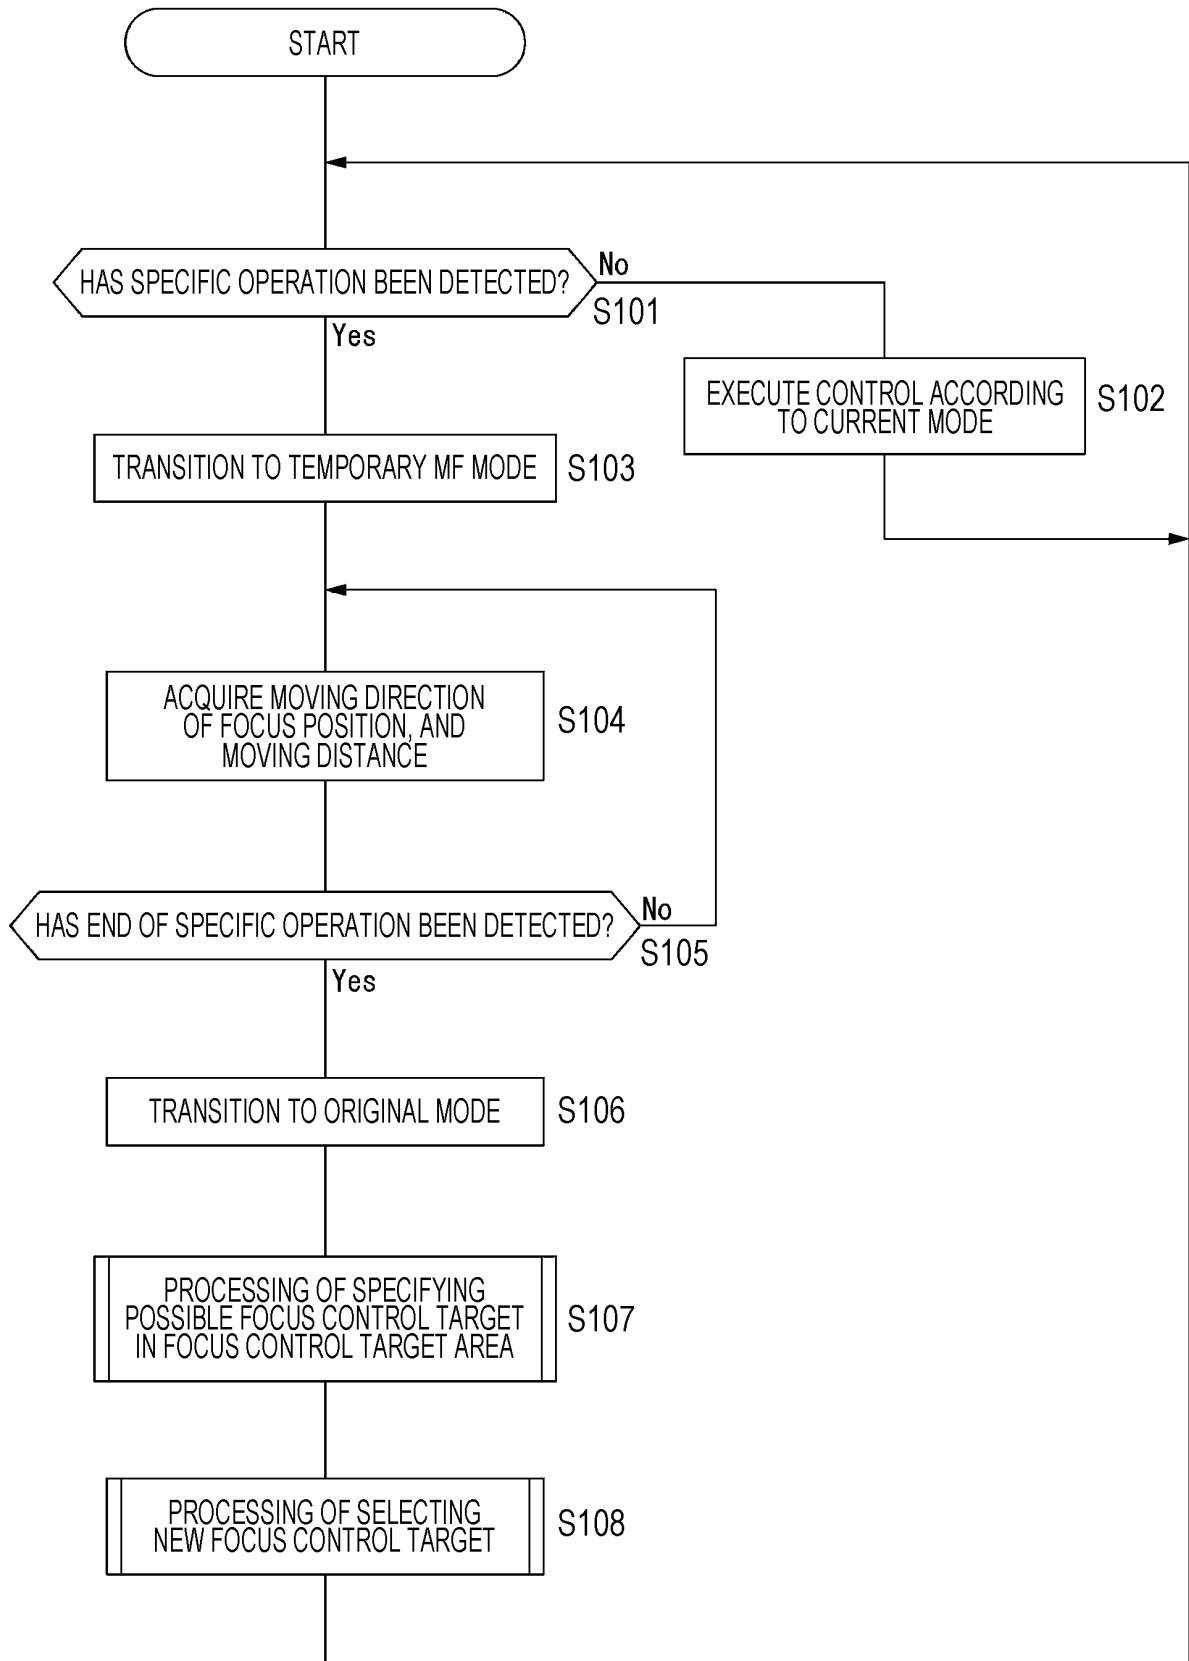 START
HAS SPECIFIC OPERATION BEEN DETECTED?
No
S101
Yes
EXECUTE CONTROL ACCORDING
TO CURRENT MODE
S102
TRANSITION TO TEMPORARY MF MODE
S103
ACQUIRE MOVING DIRECTION
OF FOCUS POSITION, AND
MOVING DISTANCE
S104
HAS END OF SPECIFIC OPERATION BEEN DETECTED?
No
S105
Yes
TRANSITION TO ORIGINAL MODE
S106
PROCESSING OF SPECIFYING
POSSIBLE FOCUS CONTROL TARGET
IN FOCUS CONTROL TARGET AREA
S107
PROCESSING OF SELECTING
NEW FOCUS CONTROL TARGET
S108